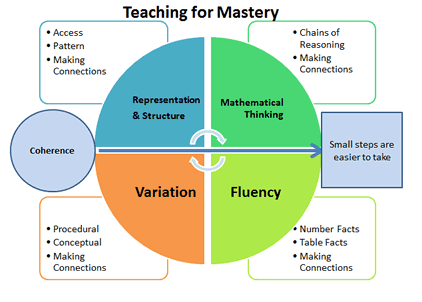 Teaching for Mastery
• Access
• Pattern
• Making
Connections
• Chains of
Reasoning
• Making
Connections
Representation
& Structure
Mathematical
Thinking
Coherence
Small steps are
easier to take
Variation
Fluency
• Procedural
• Conceptual
• Making
Connections
• Number Facts
• Table Facts
• Making
Connections